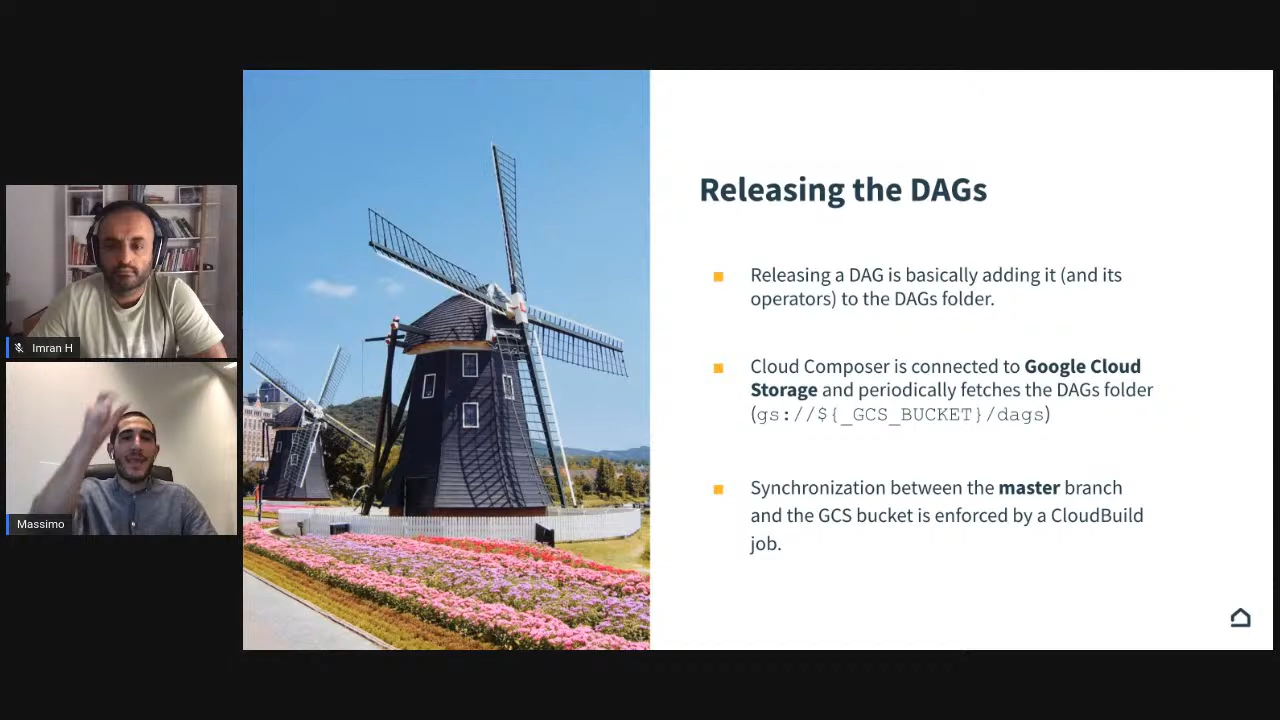 Imran H
Massimo
Releasing the DAGs
Releasing a DAG is basically adding it (and its
operators) to the DAGs folder.
Cloud Composer is connected to Google Cloud
Storage and periodically fetches the DAGs folder
(gs://${_GCS_BUCKET}/dags)
Synchronization between the master branch
and the GCS bucket is enforced by a CloudBuild
job.